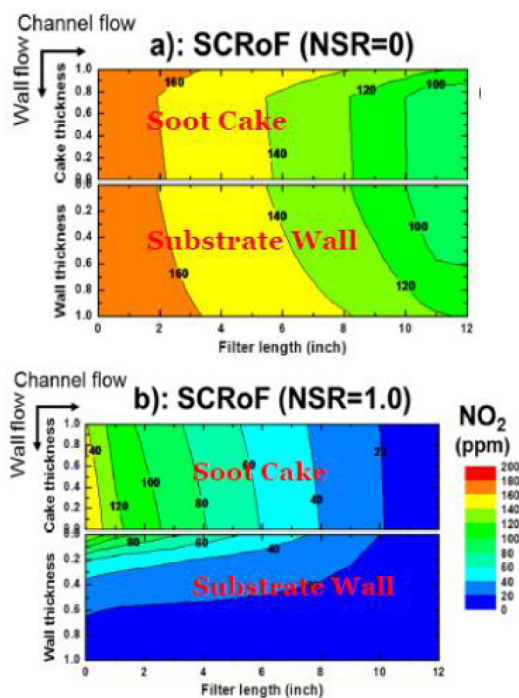 Channel flow
Wall flow
a): SCRoF (NSR=0)
Cake thickness
1.0
0.8
0.6
0.4
0.2
0.0
160
120
100
Soot Cake
140
Wall thickness
0.0
0.2
0.4
0.6
0.8
1.0
140
100
Substrate Wall
160
120
0 2 4 6 8 10 12
Filter length (inch)
Channel flow
Wall flow
b): SCRoF (NSR=1.0)
Cake thickness
1.0
0.8
0.6
0.4
0.2
0.0
40
20
Soot Cake
60
100
120
80
40
Wall thickness
0.0
0.2
0.4
0.6
0.8
1.0
80
60
40
Substrate Wall
0 2 4 6 8 10 12
Filter length (inch)
NO2
(ppm)
200
180
160
140
120
100
80
60
40
20
0